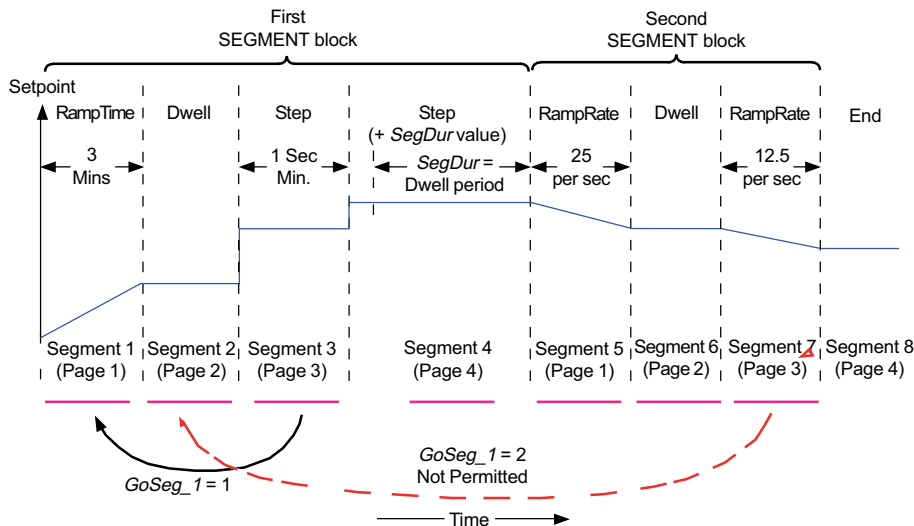 First
SEGMENT block
Second
SEGMENT block
Setpoint
RampTime
Dwell
Step
Step
(+ SegDur value)
RampRate
Dwell
RampRate
End
3
Mins
1 Sec
Min.
SegDur =
Dwell period
25
per sec
12.5
per sec
Segment 1
(Page 1)
Segment 2
(Page 2)
Segment 3
(Page 3)
Segment 4
(Page 4)
Segment 5
(Page 1)
Segment 6
(Page 2)
Segment 7
(Page 3)
Segment 8
(Page 4)
GoSeg_1 = 1
GoSeg_1 = 2
Not Permitted
Time